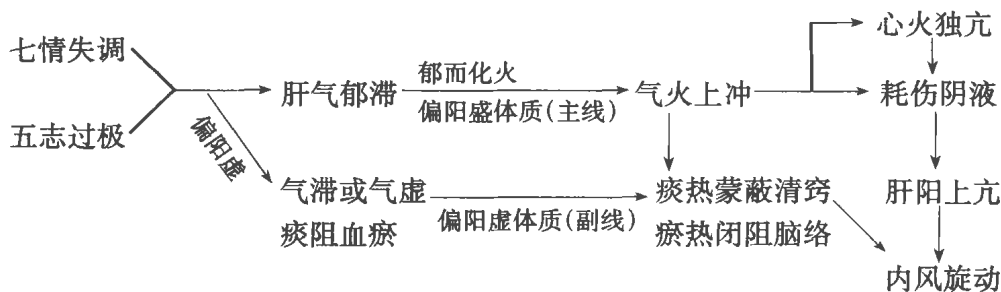 心火独亢
七情失调
郁而化火
肝气郁滞
气火上冲
耗伤阴液
偏阳盛体质(主线)
五志过极
偏阳虚
气滞或气虚
痰热蒙蔽清窍
肝阳上亢
偏阳虚体质(副线)
痰阻血瘀
瘀热闭阻脑络
内风旋动